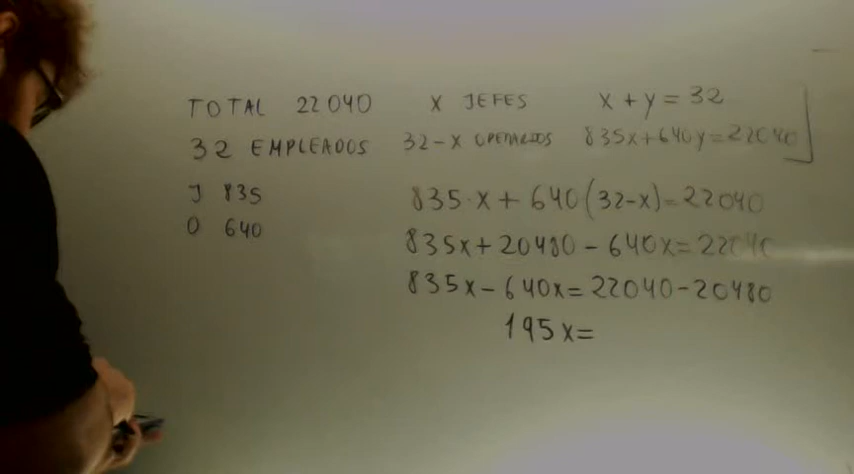 TOTAL 22040
32 EMPLEADOS
J 835
O 640
X JEFES
32-X OPERARIOS
x + y = 32
835x+640y=22040
835·X + 640(32-x)=22040
835x+20480-640x=22040
835x-640x=22040-20480
195x=